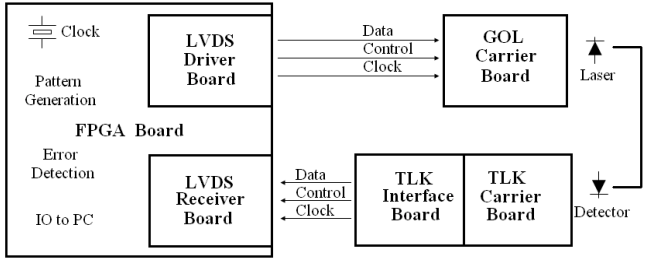 Clock
LVDS
Driver
Board
Data
Control
Clock
GOL
Carrier
Board
Laser
Pattern
Generation
FPGA Board
Error
Detection
IO to PC
LVDS
Receiver
Board
Data
Control
Clock
TLK
Interface
Board
TLK
Carrier
Board
Detector